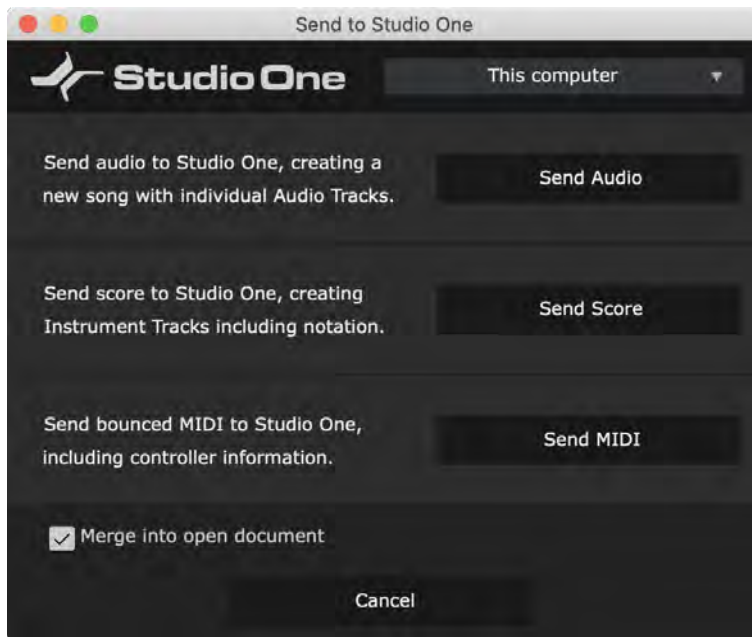 Send to Studio One
Studio One
This computer
Send audio to Studio One, creating a
new song with individual Audio Tracks.
Send Audio
Send score to Studio One, creating
Instrument Tracks including notation.
Send Score
Send bounced MIDI to Studio One,
including controller information.
Send MIDI
Merge into open document
Cancel